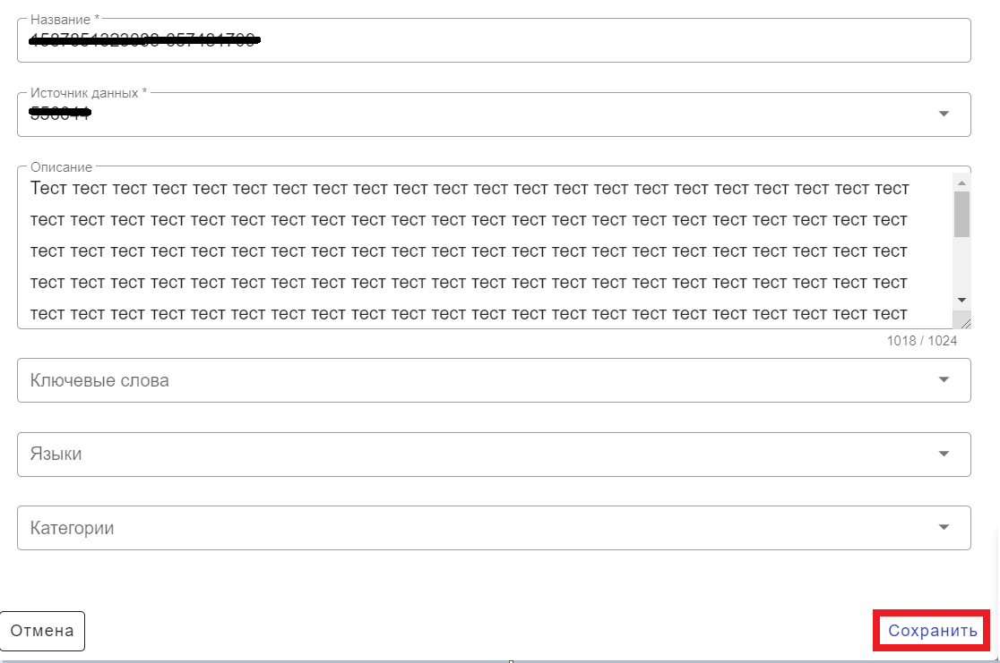 Название *
Источник данных *
Описание
Тест тест тест тест тест тест тест тест тест тест тест тест тест тест тест тест тест тест тест тест тест тест
тест тест тест тест тест тест тест тест тест тест тест тест тест тест тест тест тест тест тест тест тест тест
тест тест тест тест тест тест тест тест тест тест тест тест тест тест тест тест тест тест тест тест тест тест
тест тест тест тест тест тест тест тест тест тест тест тест тест тест тест тест тест тест тест тест тест тест
тест тест тест тест тест тест тест тест тест тест тест тест тест тест тест тест тест тест тест тест тест тест
1018 / 1024
Ключевые слова
Языки
Категории
Отмена
Сохранить